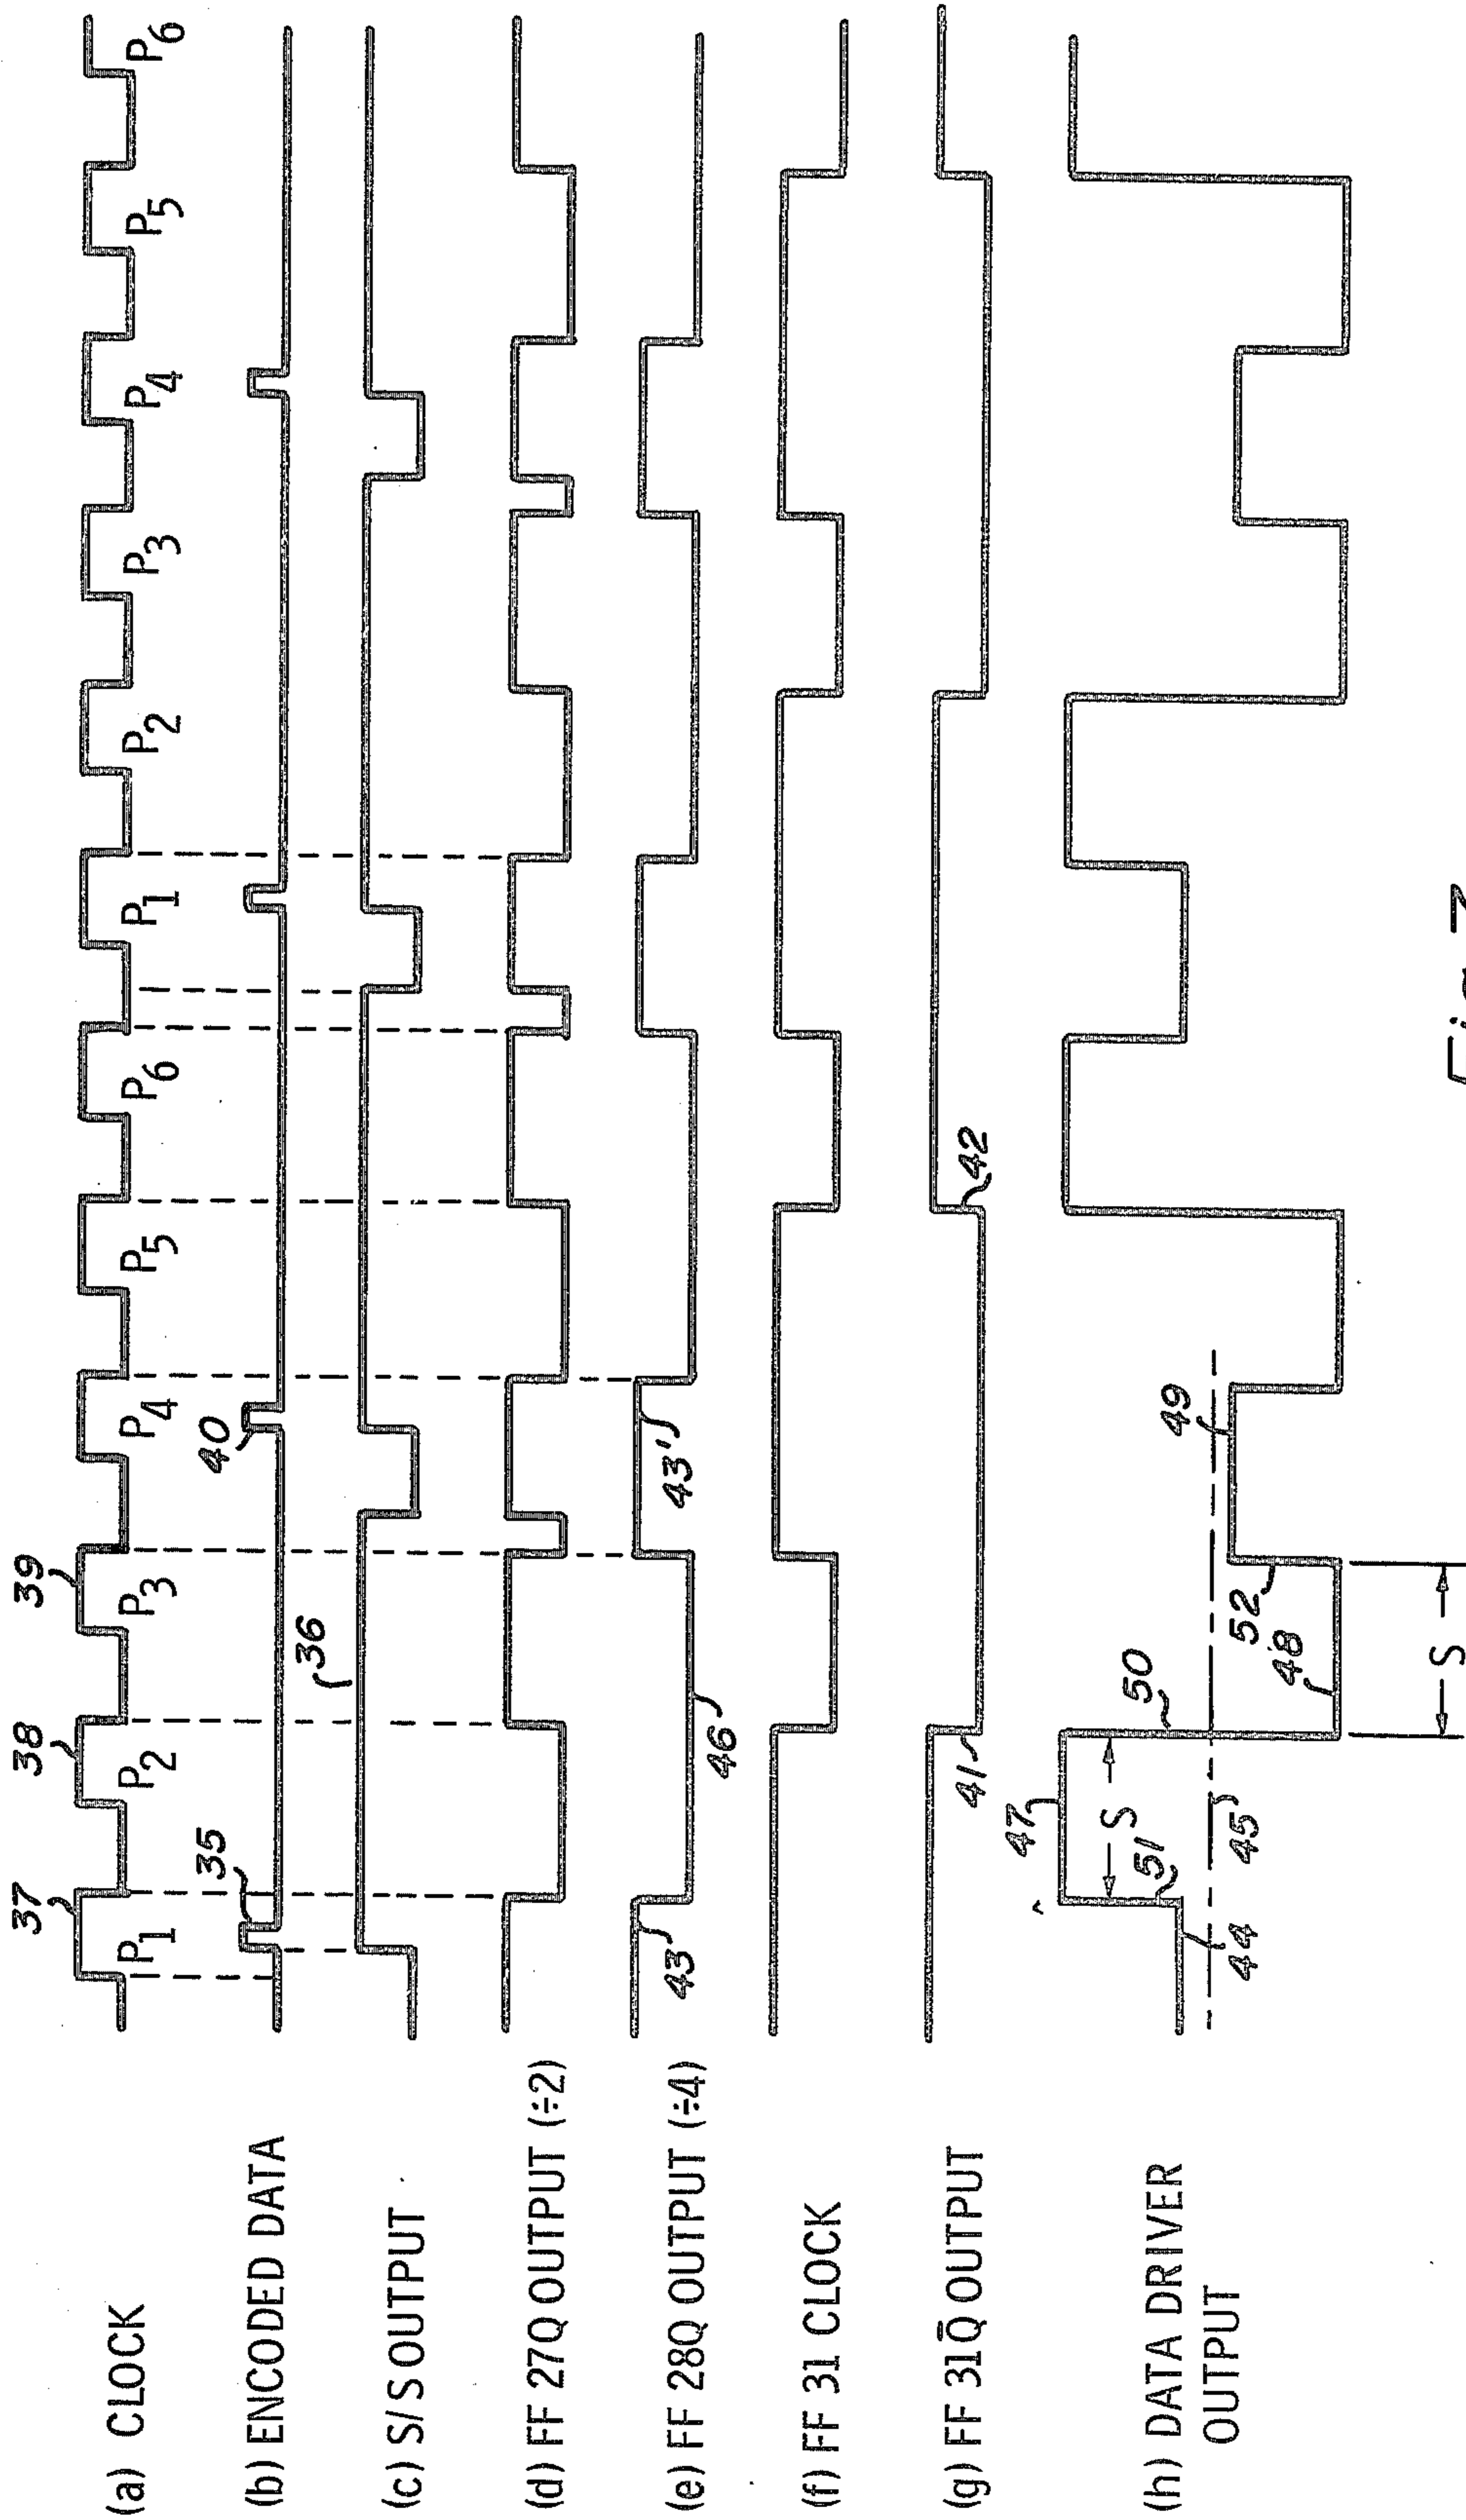 (a) CLOCK
37
38
39
P1
P2
P3
P4
P5
P6
P1
P2
P3
P4
P5
P6
(b) ENCODED DATA
35
40
(c) S/S OUTPUT
36
(d) FF 27Q OUTPUT (÷2)
(e) FF 28Q OUTPUT (÷4)
43
46
43'
(f) FF 31 CLOCK
(g) FF 31Q̄ OUTPUT
41
42
(h) DATA DRIVER
OUTPUT
44
45
51
47
S
50
48
52
49
S